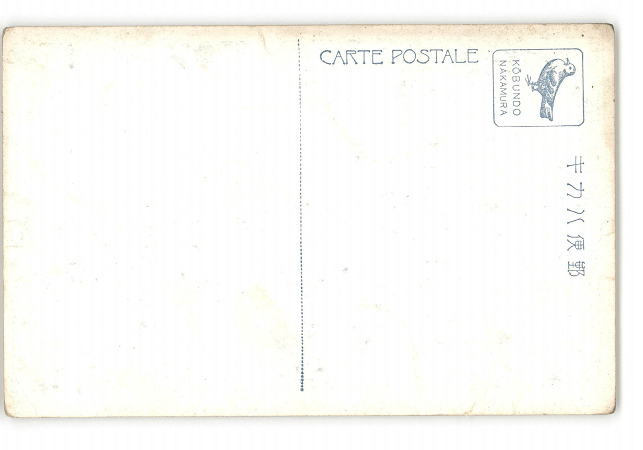 CARTE POSTALE
KŌBUNDO
NAKAMURA
郵便ハカキ